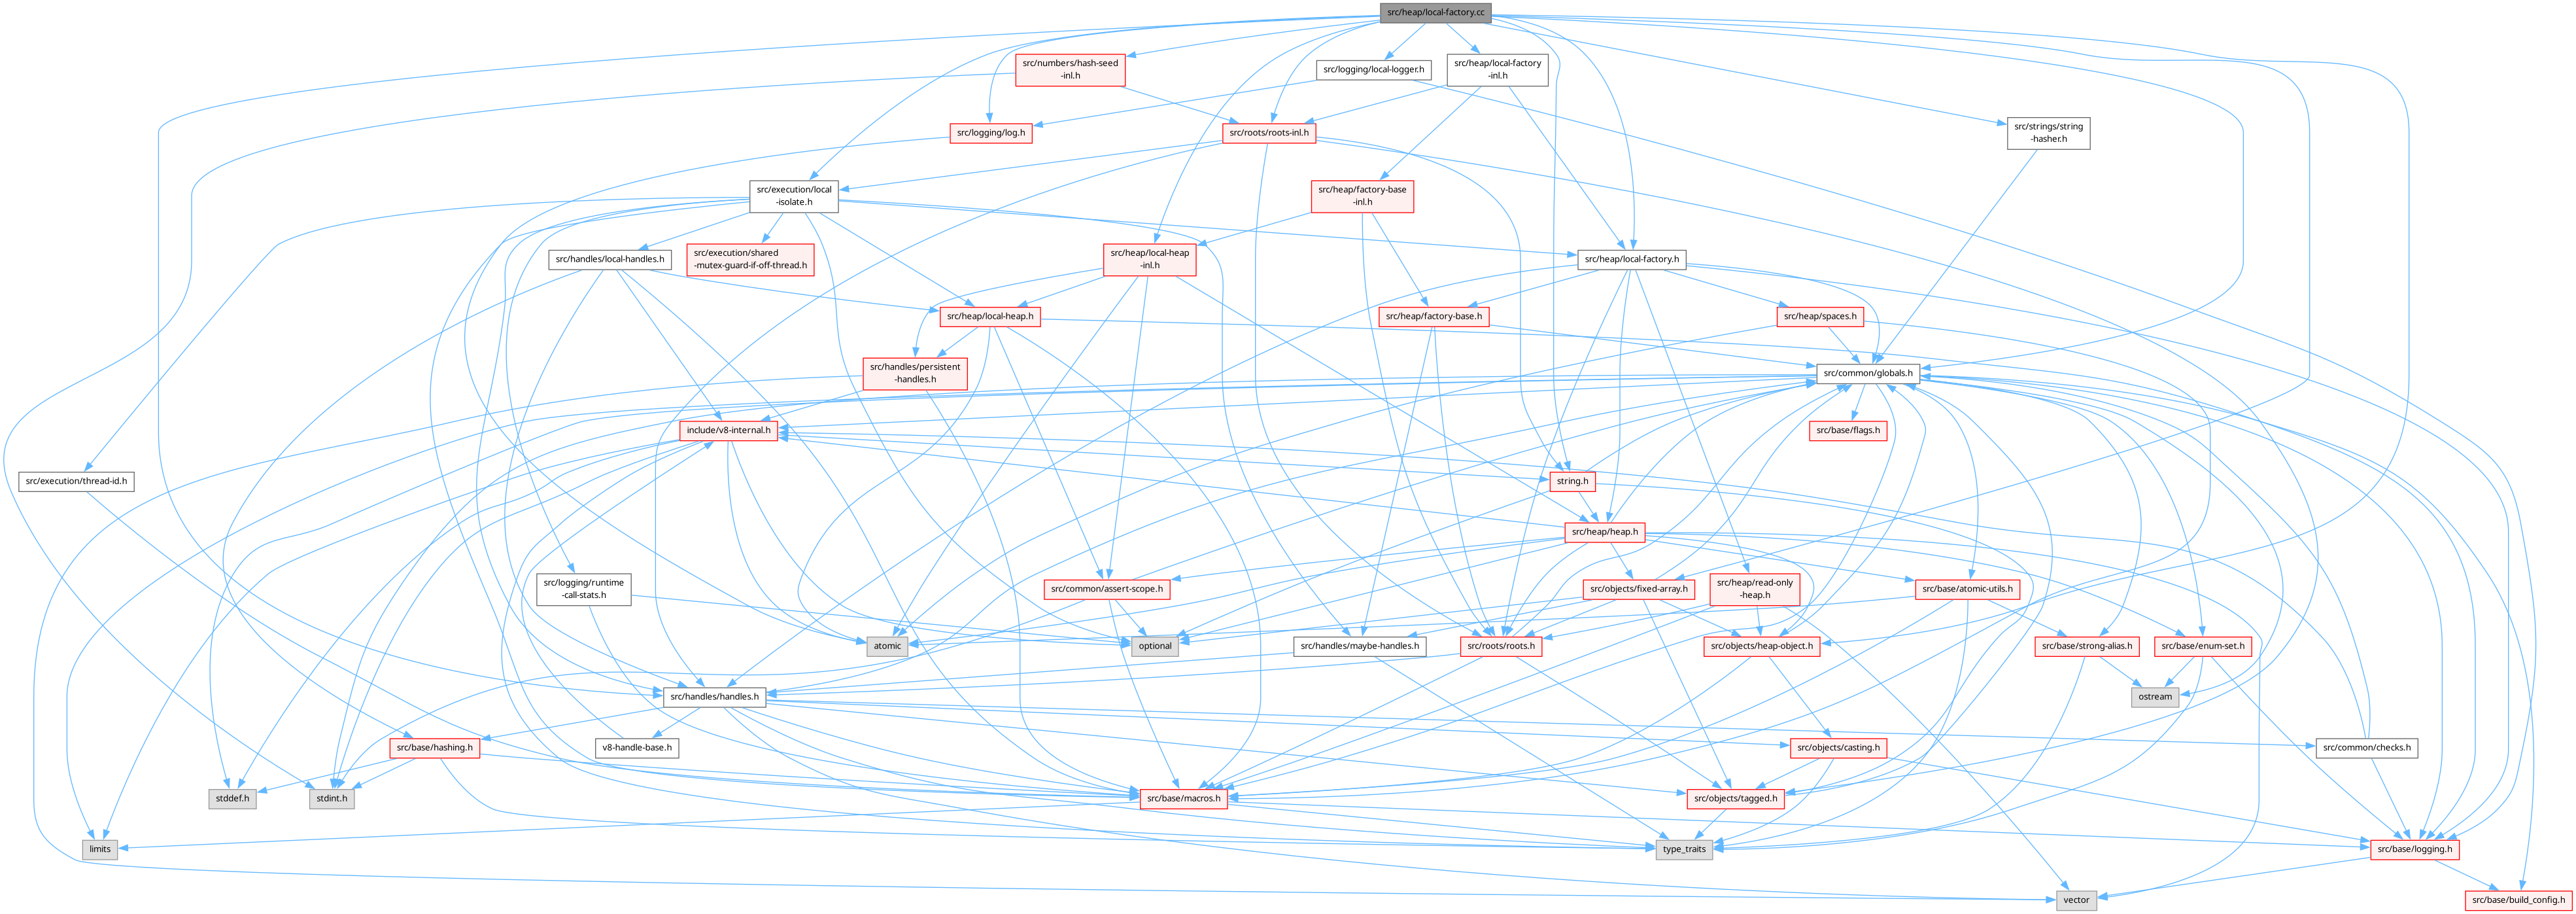 src/heap/local-factory.cc
src/numbers/hash-seed
-inl.h
src/logging/local-logger.h
src/heap/local-factory
-inl.h
src/logging/log.h
src/roots/roots-inl.h
src/strings/string
-hasher.h
src/execution/local
-isolate.h
src/heap/factory-base
-inl.h
src/handles/local-handles.h
src/execution/shared
-mutex-guard-if-off-thread.h
src/heap/local-heap
-inl.h
src/heap/local-factory.h
src/heap/local-heap.h
src/heap/factory-base.h
src/heap/spaces.h
src/handles/persistent
-handles.h
src/common/globals.h
include/v8-internal.h
src/base/flags.h
src/execution/thread-id.h
string.h
src/heap/heap.h
src/logging/runtime
-call-stats.h
src/common/assert-scope.h
src/objects/fixed-array.h
src/heap/read-only
-heap.h
src/base/atomic-utils.h
atomic
optional
src/handles/maybe-handles.h
src/roots/roots.h
src/objects/heap-object.h
src/base/strong-alias.h
src/base/enum-set.h
src/handles/handles.h
ostream
src/base/hashing.h
v8-handle-base.h
src/objects/casting.h
src/common/checks.h
stddef.h
stdint.h
src/base/macros.h
src/objects/tagged.h
limits
type_traits
src/base/logging.h
vector
src/base/build_config.h